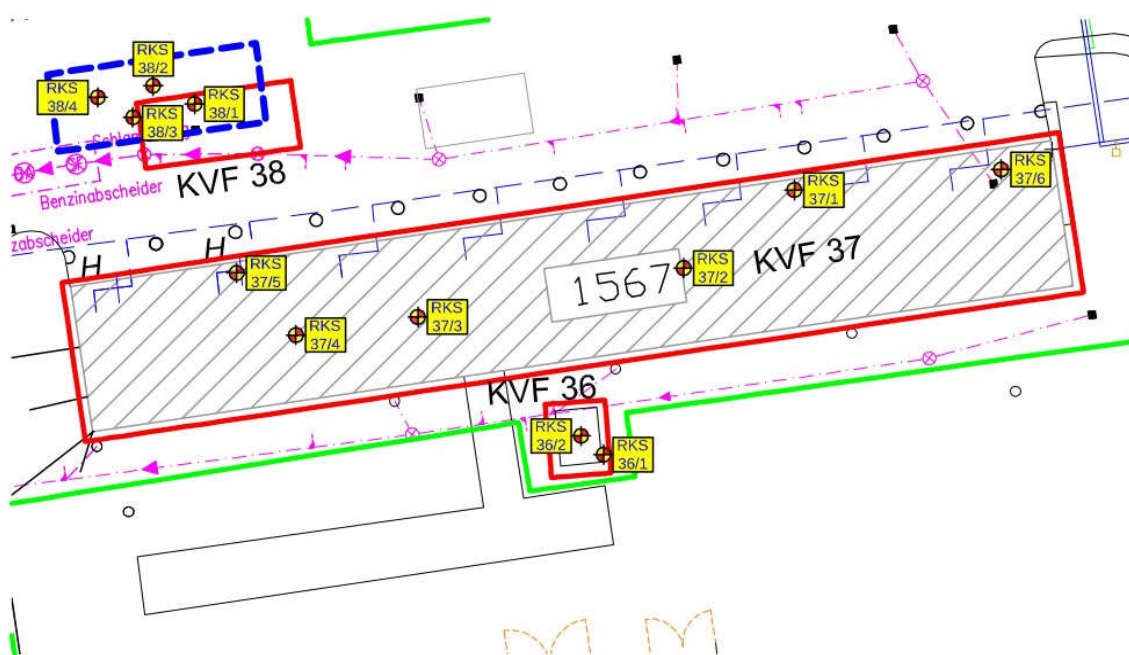 RKS
38/2
RKS
38/4
RKS
38/1
RKS
38/3
KVF 38
Benzinabscheider
zabscheider
H
H
RKS
37/6
RKS
37/1
KVF 37
RKS
37/2
1567
RKS
37/5
RKS
37/3
RKS
37/4
KVF 36
RKS
36/2
RKS
36/1